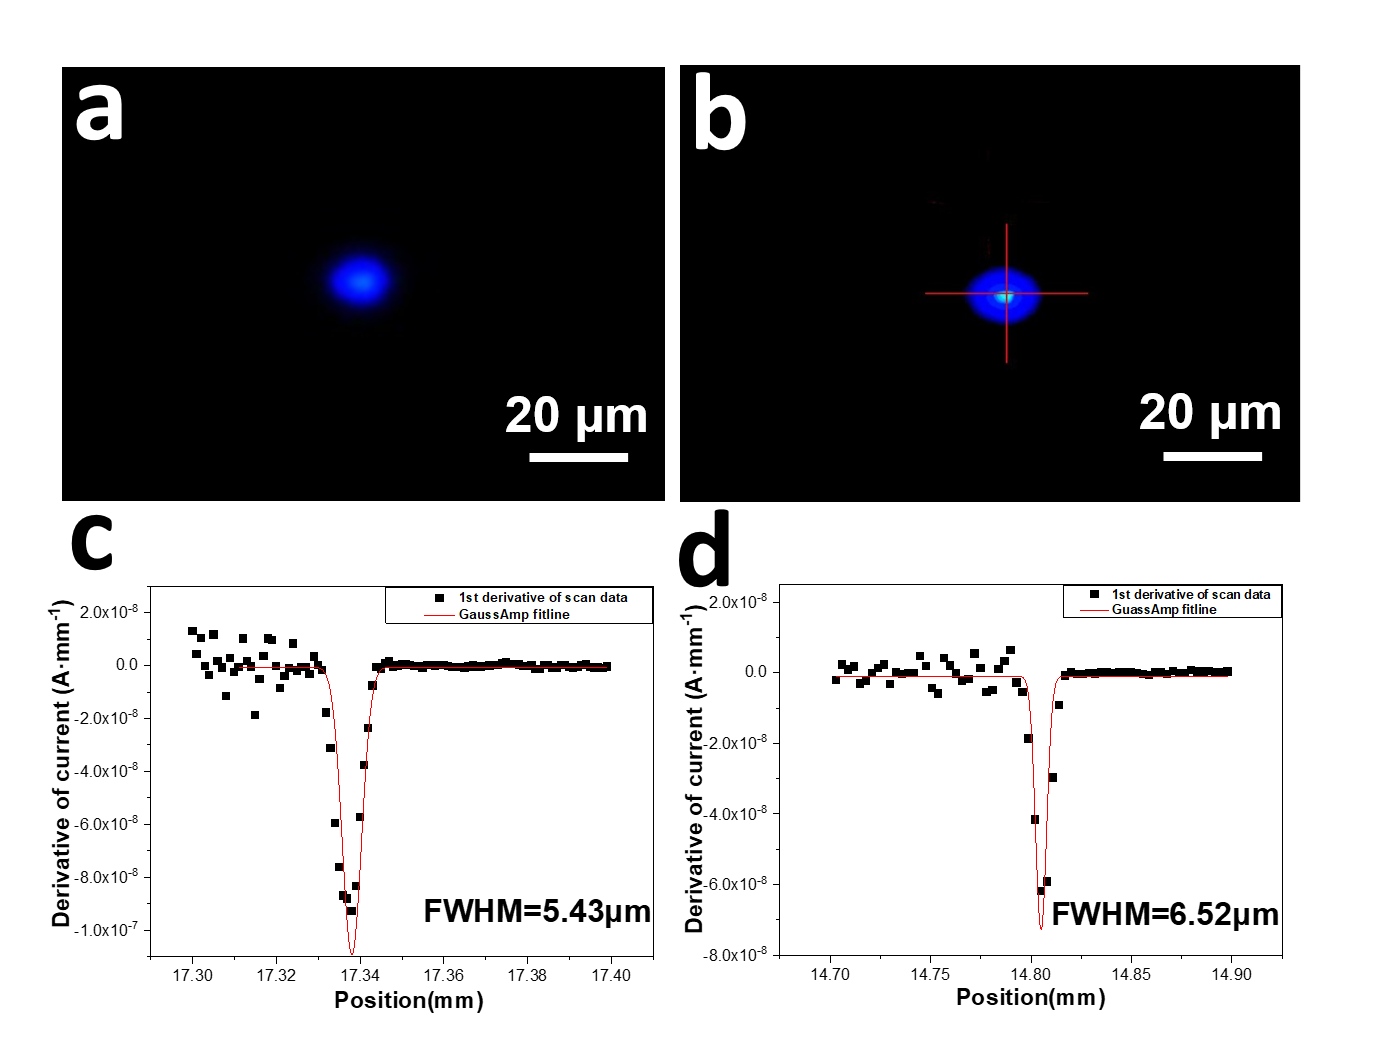 a
b
20 µm
20 µm
c
d
1st derivative of scan data
GaussAmp fitline
2.0x10⁻⁸
0.0
-2.0x10⁻⁸
-4.0x10⁻⁸
-6.0x10⁻⁸
-8.0x10⁻⁸
-1.0x10⁻⁷
Derivative of current (A·mm⁻¹)
FWHM=5.43µm
17.30 17.32 17.34 17.36 17.38 17.40
Position(mm)
1st derivative of scan data
GuassAmp fitline
2.0x10⁻⁸
0.0
-2.0x10⁻⁸
-4.0x10⁻⁸
-6.0x10⁻⁸
-8.0x10⁻⁸
Derivative of current (A·mm⁻¹)
FWHM=6.52µm
14.70 14.75 14.80 14.85 14.90
Position(mm)